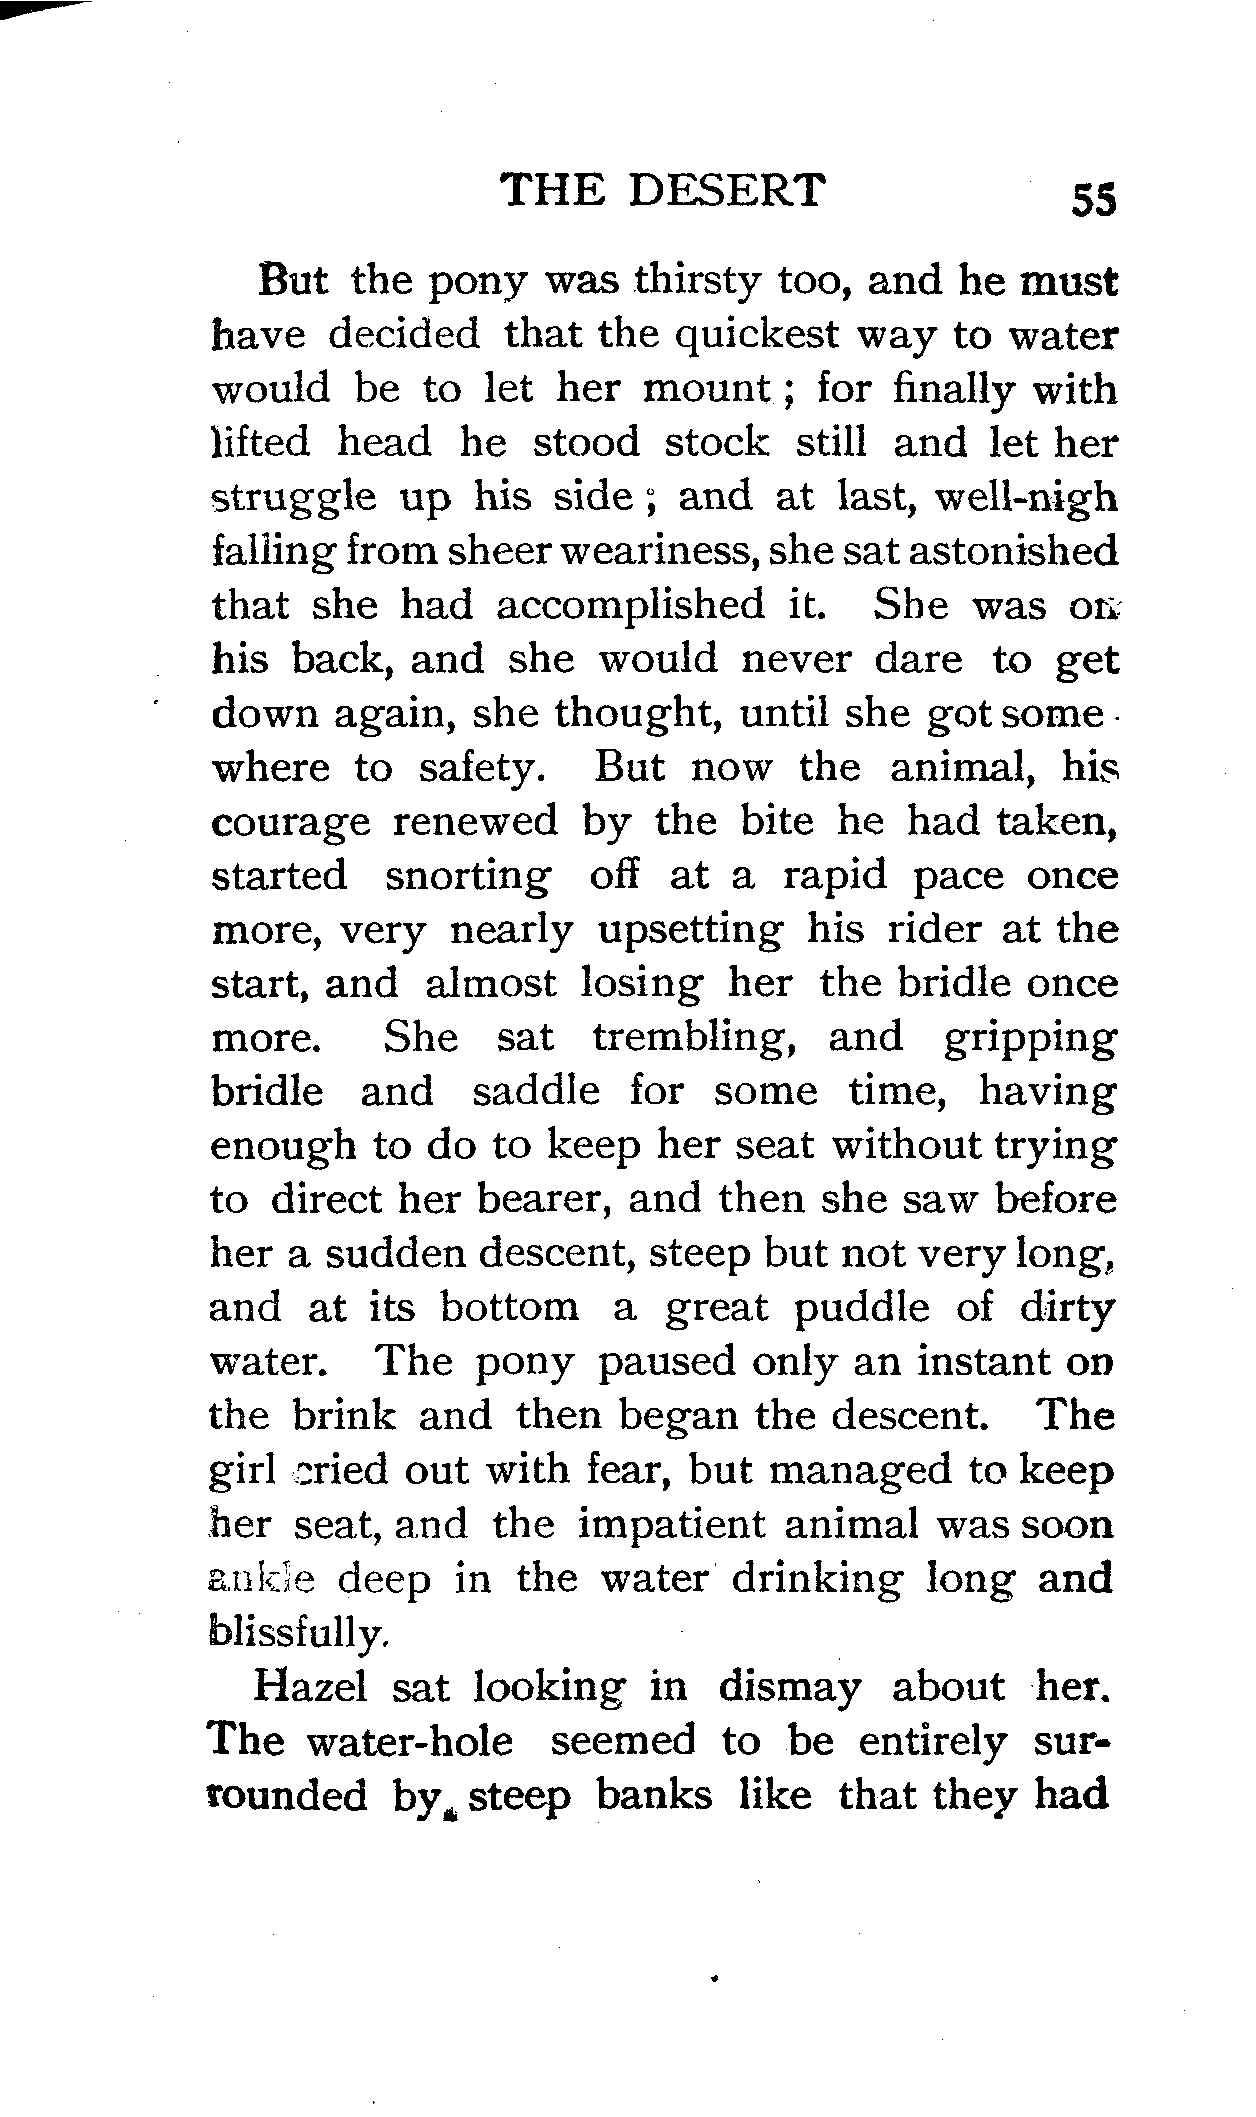 THE DESERT 55
But the pony was thirsty too, and he must
have decided that the quickest way to water
would be to let her mount ; for finally with
lifted head he stood stock still and let her
struggle up his side ; and at last, well-nigh
falling from sheer weariness, she sat astonished
that she had accomplished it. She was on
his back, and she would never dare to get
down again, she thought, until she got some-
where to safety. But now the animal, his
courage renewed by the bite he had taken,
started snorting off at a rapid pace once
more, very nearly upsetting his rider at the
start, and almost losing her the bridle once
more. She sat trembling, and gripping
bridle and saddle for some time, having
enough to do to keep her seat without trying
to direct her bearer, and then she saw before
her a sudden descent, steep but not very long,
and at its bottom a great puddle of dirty
water. The pony paused only an instant on
the brink and then began the descent. The
girl cried out with fear, but managed to keep
her seat, and the impatient animal was soon
ankle deep in the water drinking long and
blissfully.
Hazel sat looking in dismay about her.
The water-hole seemed to be entirely sur-
rounded by steep banks like that they had